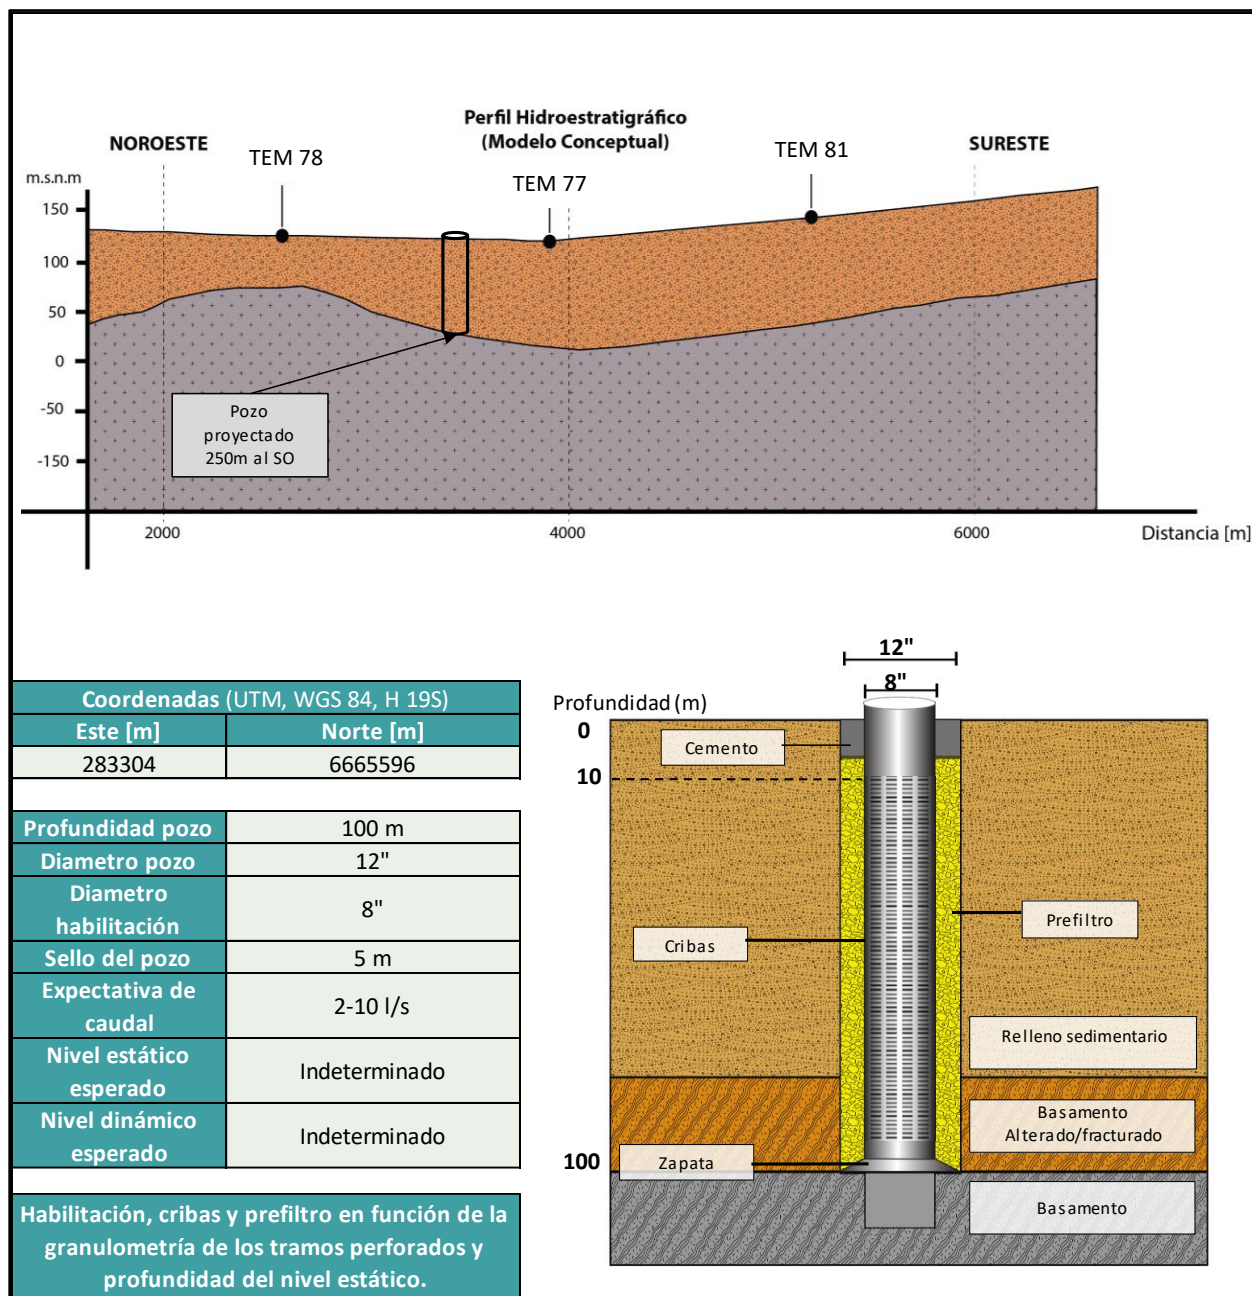 Perfil Hidroestratigráfico
(Modelo Conceptual)
NOROESTE
SURESTE
TEM 78
TEM 77
TEM 81
m.s.n.m
150
100
50
0
-50
-150
Pozo
proyectado
250m al SO
2000
4000
6000
Distancia [m]
Coordenadas (UTM, WGS 84, H 19S)
Este [m] Norte [m]
283304 6665596
Profundidad pozo 100 m
Diametro pozo 12"
Diametro
habilitación
8"
Sello del pozo 5 m
Expectativa de
caudal
2-10 l/s
Nivel estático
esperado
Indeterminado
Nivel dinámico
esperado
Indeterminado
Habilitación, cribas y prefiltro en función de la
granulometría de los tramos perforados y
profundidad del nivel estático.
12"
8"
Profundidad (m)
0
10
100
Cemento
Prefiltro
Cribas
Relleno sedimentario
Basamento
Alterado/fracturado
Zapata
Basamento